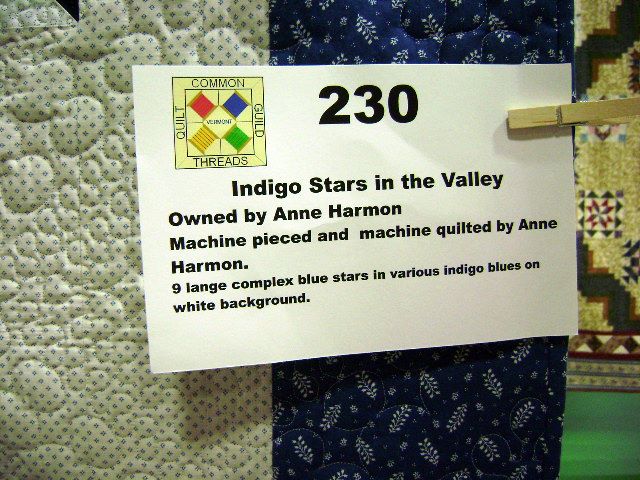 COMMON
QUILT
GUILD
VERMONT
THREADS
230
Indigo Stars in the Valley
Owned by Anne Harmon
Machine pieced and machine quilted by Anne
Harmon.
9 lange complex blue stars in various indigo blues on
white background.